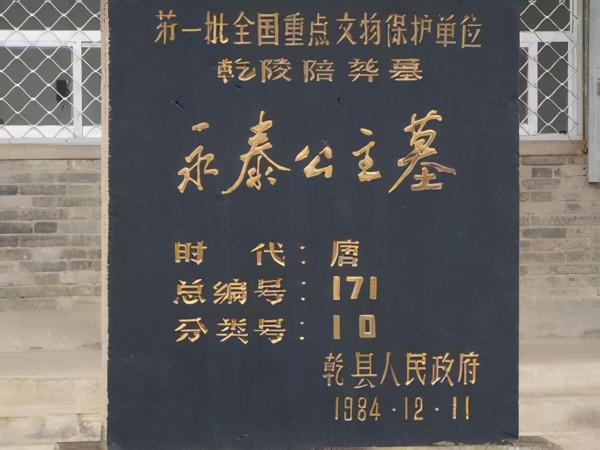 第一批全国重点文物保护单位
乾陵陪葬墓
永泰公主墓
时 代：唐
总编号：171
分类号：10
乾县人民政府
1984·12·11